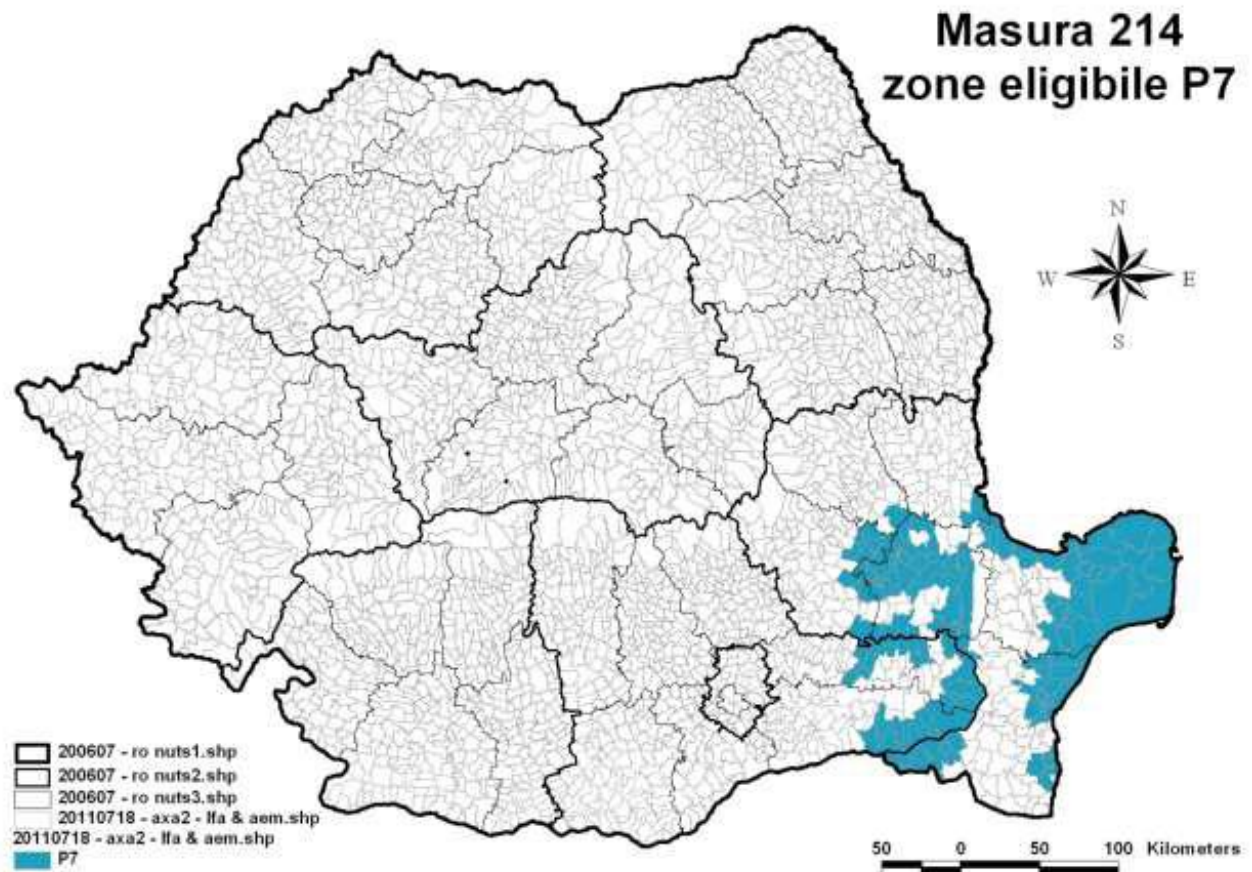 Masura 214
zone eligibile P7
N
W
E
S
200607 - ro nuts1.shp
200607 - ro nuts2.shp
200607 - ro nuts3.shp
20110718 - axa2 - lfa & aem.shp
20110718 - axa2 - lfa & aem.shp
P7
50 0 50 100 Kilometers